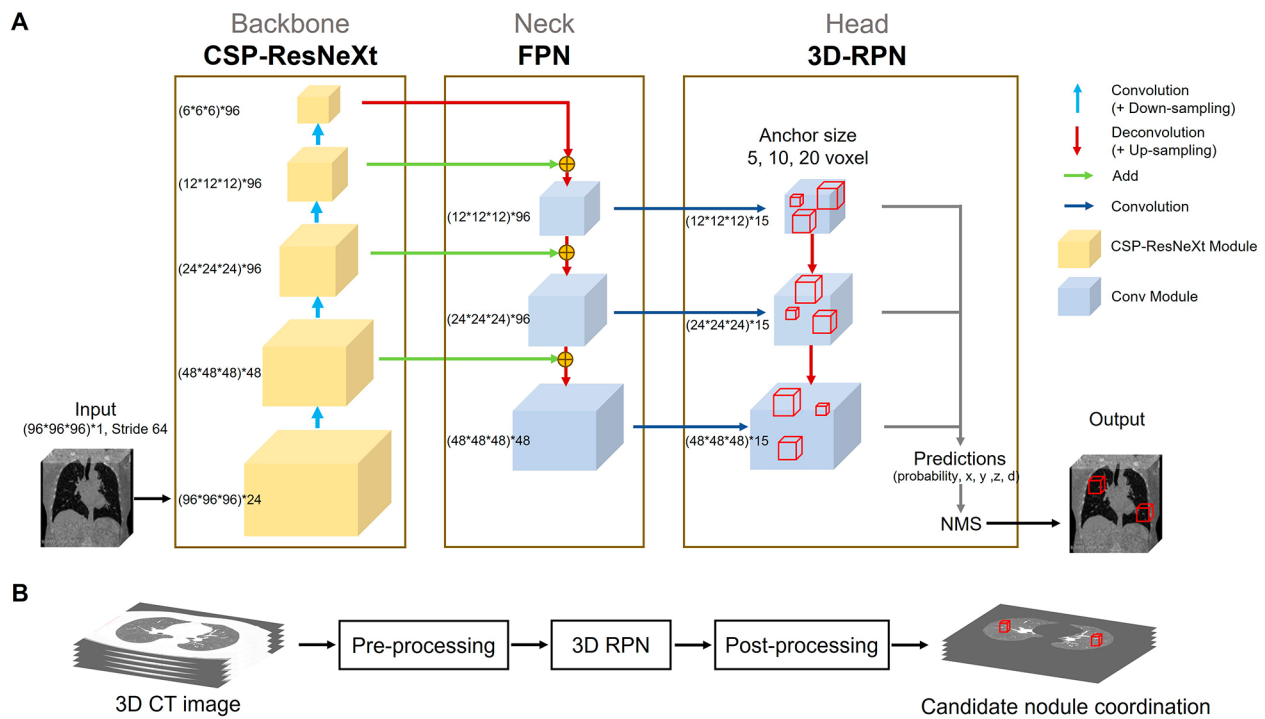 A
Backbone
CSP-ResNeXt
Neck
FPN
Head
3D-RPN
(6*6*6)*96
(12*12*12)*96
(24*24*24)*96
(48*48*48)*48
(96*96*96)*24
Input
(96*96*96)*1, Stride 64
(12*12*12)*96
(24*24*24)*96
(48*48*48)*48
Anchor size
5, 10, 20 voxel
(12*12*12)*15
(24*24*24)*15
(48*48*48)*15
Predictions
(probability, x, y ,z, d)
NMS
Convolution
(+ Down-sampling)
Deconvolution
(+ Up-sampling)
Add
Convolution
CSP-ResNeXt Module
Conv Module
Output
B
3D CT image
Pre-processing
3D RPN
Post-processing
Candidate nodule coordination